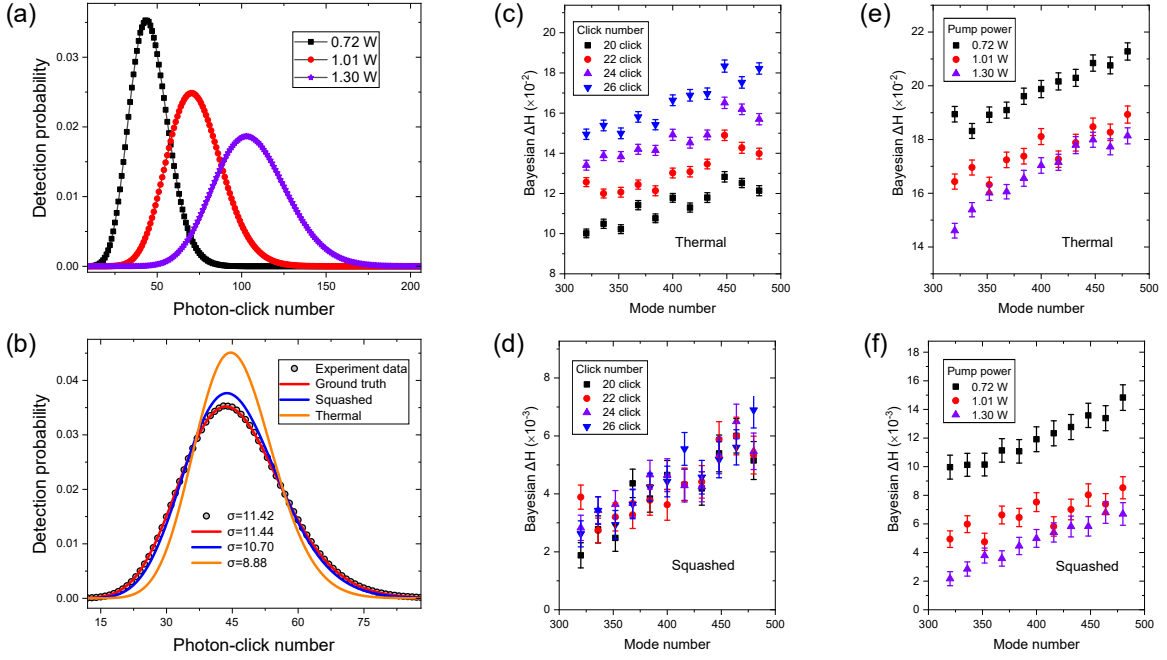 (a)
Detection probability
0.03
0.02
0.01
0.00
0.72 W
1.01 W
1.30 W
50
100
150
200
Photon-click number
(c)
Bayesian ΔH (×10⁻²)
20
18
16
14
12
10
8
Click number
20 click
22 click
24 click
26 click
Thermal
300
350
400
450
500
Mode number
(e)
Bayesian ΔH (×10⁻²)
22
20
18
16
14
Pump power
0.72 W
1.01 W
1.30 W
Thermal
300
350
400
450
500
Mode number
(b)
Detection probability
0.04
0.03
0.02
0.01
0.00
Experiment data
Ground truth
Squashed
Thermal
σ=11.42
σ=11.44
σ=10.70
σ=8.88
15
30
45
60
75
Photon-click number
(d)
Bayesian ΔH (×10⁻³)
9
8
6
4
2
0
Click number
20 click
22 click
24 click
26 click
Squashed
300
350
400
450
500
Mode number
(f)
Bayesian ΔH (×10⁻³)
18
16
14
12
10
8
6
4
2
0
Pump power
0.72 W
1.01 W
1.30 W
Squashed
300
350
400
450
500
Mode number